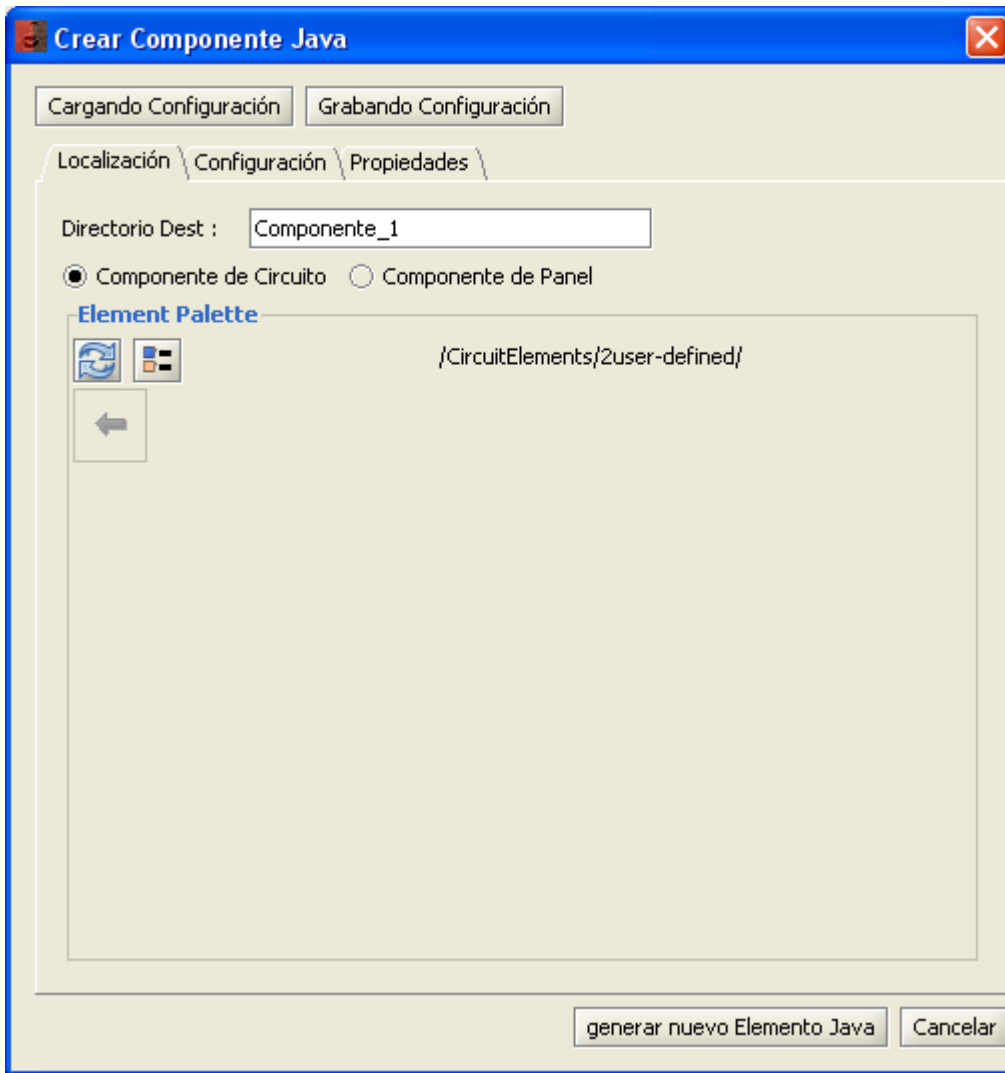 Crear Componente Java
Cargando Configuración Grabando Configuración
Localización Configuración Propiedades
Directorio Dest : Componente_1
Componente de Circuito Componente de Panel
Element Palette
/CircuitElements/2user-defined/
generar nuevo Elemento Java Cancelar